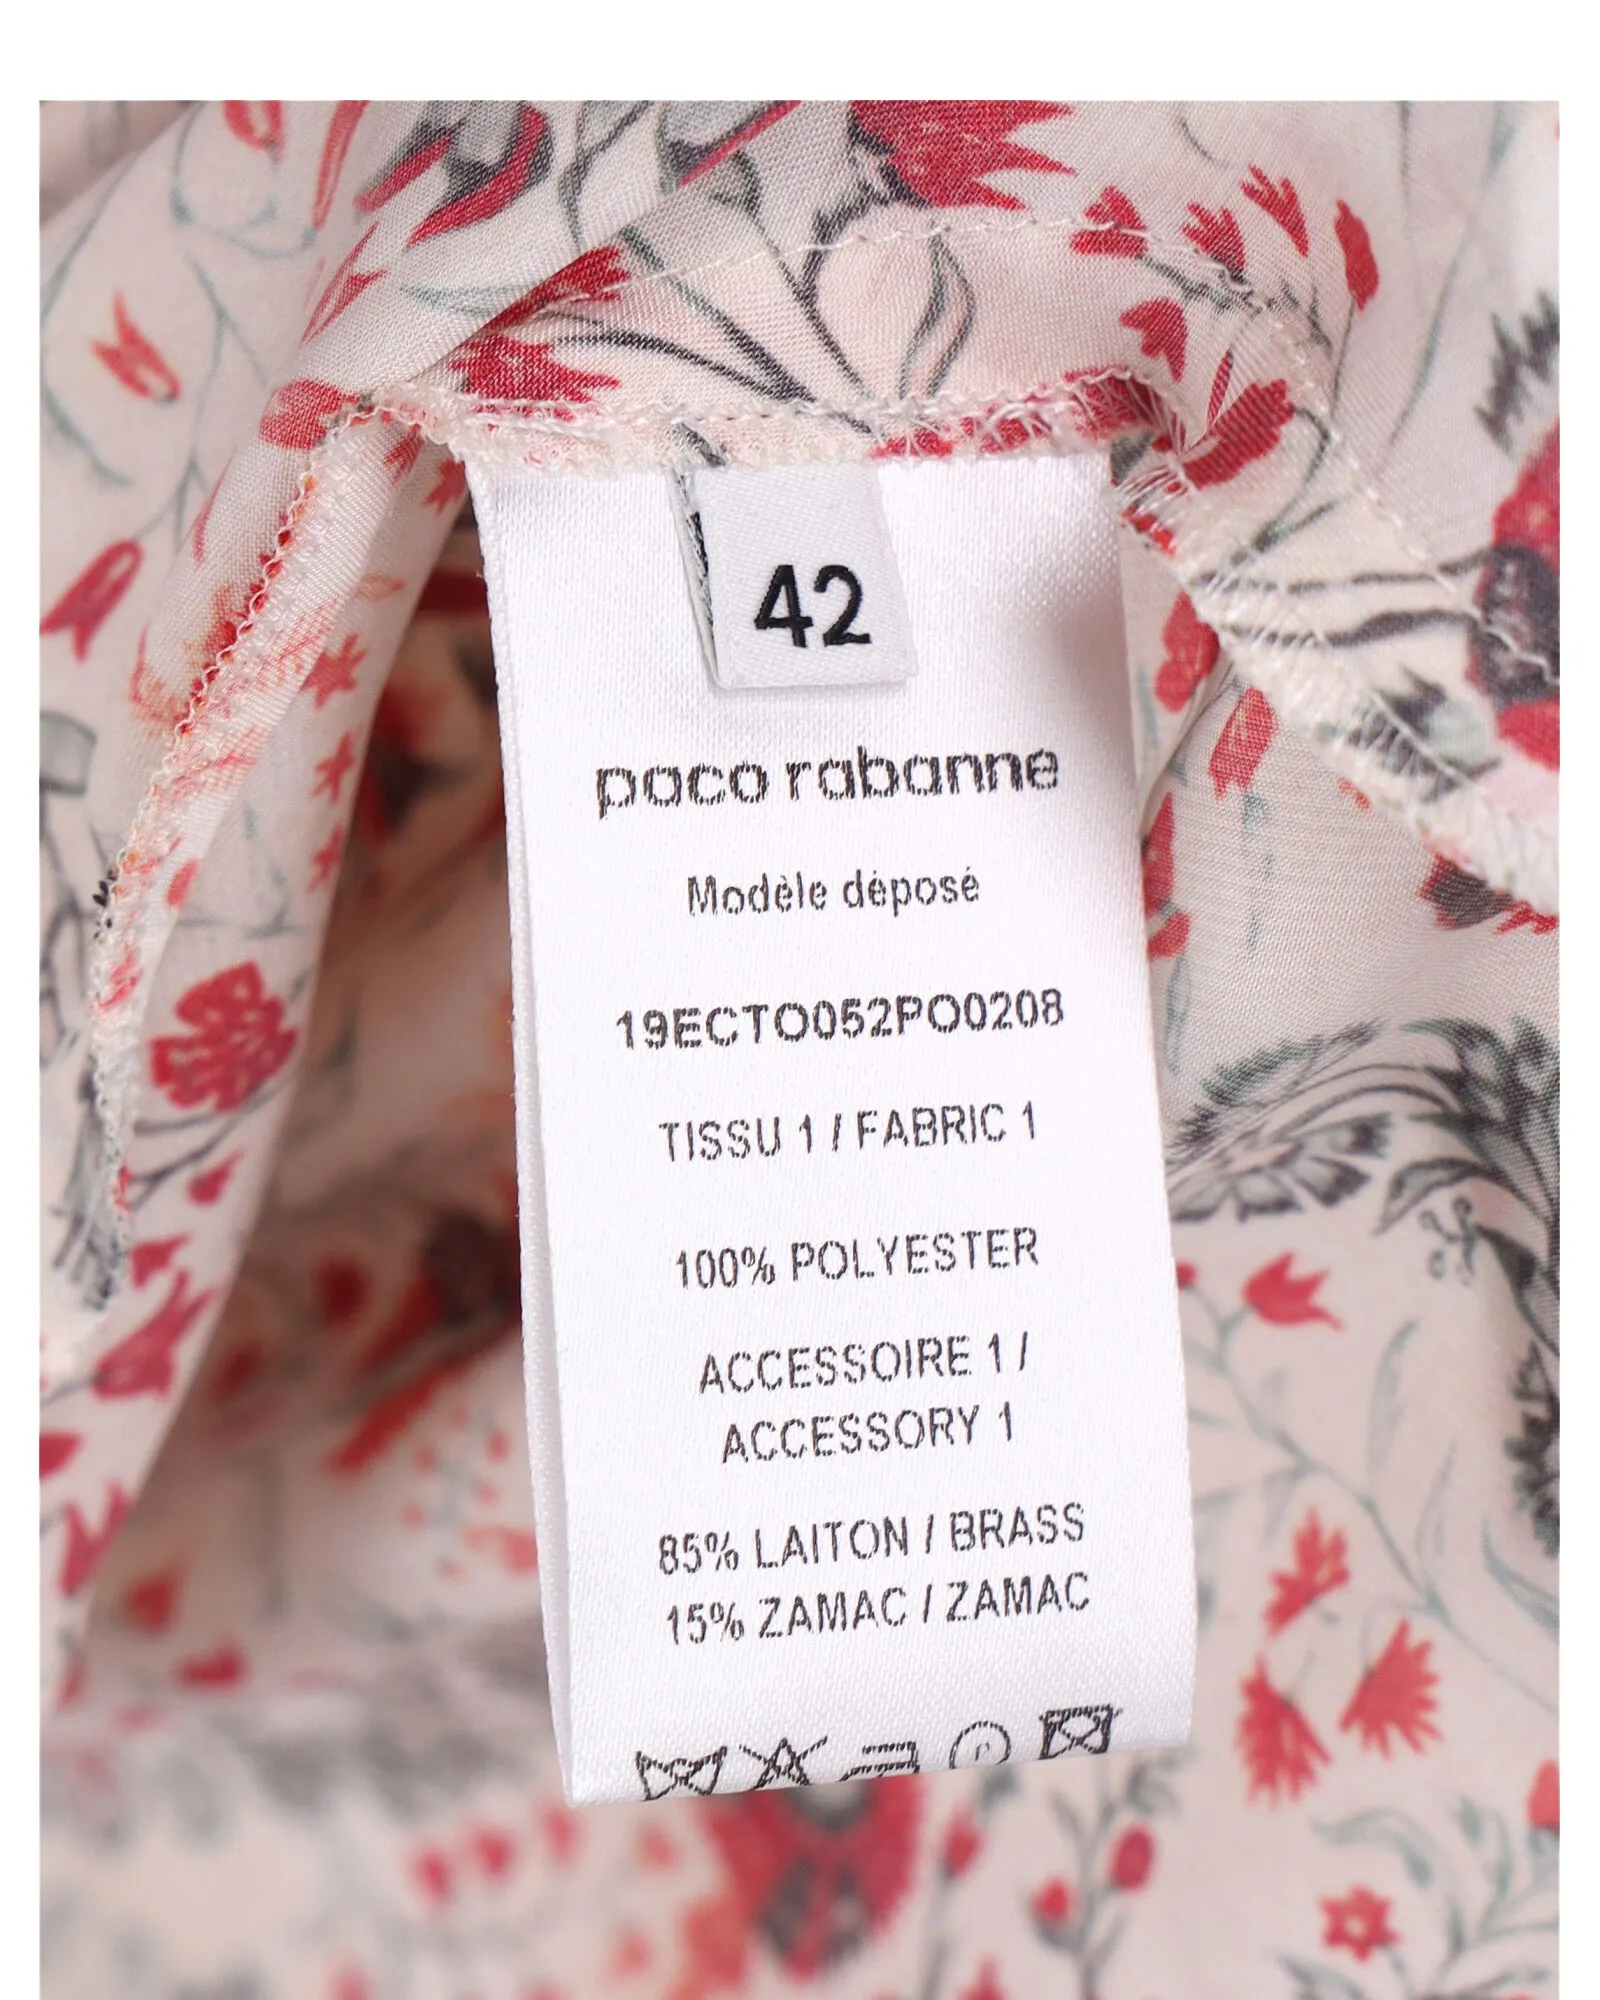 42
paco rabanne
Modèle déposé
19ECTO052PO0208
TISSU 1 / FABRIC 1
100% POLYESTER
ACCESSOIRE 1 /
ACCESSORY 1
85% LAITON / BRASS
15% ZAMAC / ZAMAC